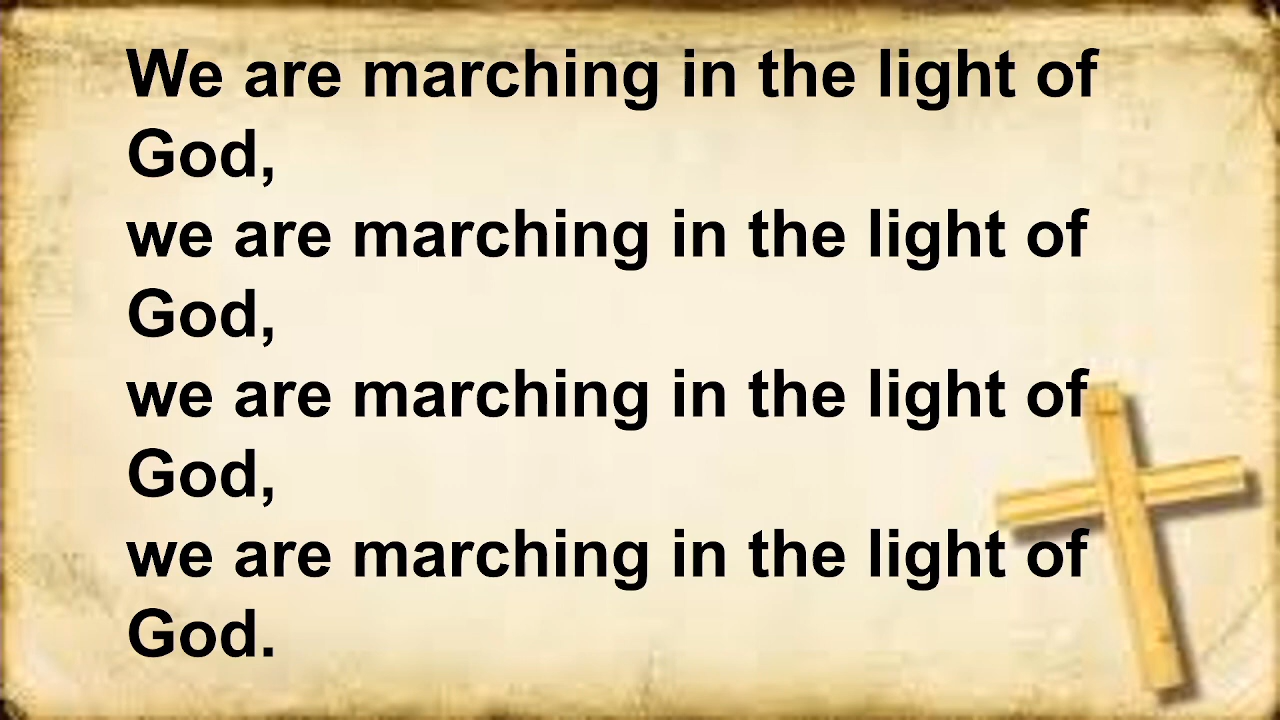 We are marching in the light of
God,
we are marching in the light of
God,
we are marching in the light of
God,
we are marching in the light of
God.